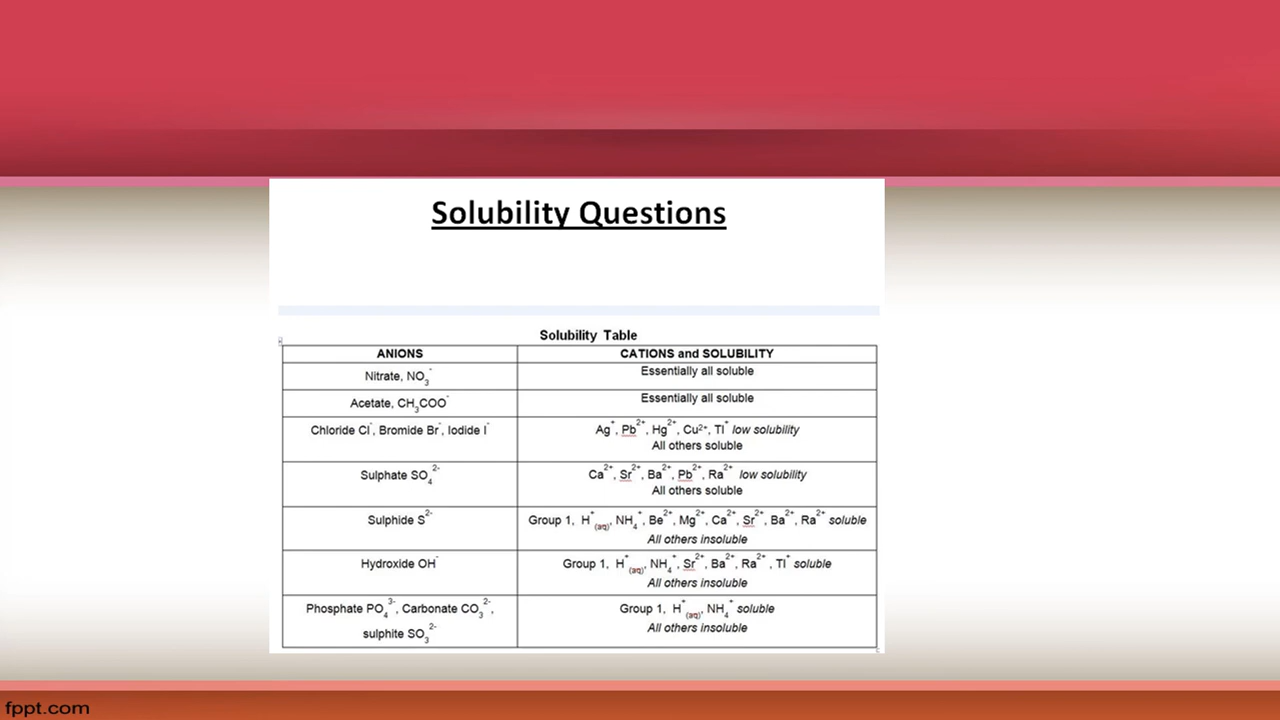 Solubility Questions
Solubility Table
ANIONS CATIONS and SOLUBILITY
Nitrate, NO₃⁻ Essentially all soluble
Acetate, CH₃COO⁻ Essentially all soluble
Chloride Cl⁻, Bromide Br⁻, Iodide I⁻ Ag⁺, Pb²⁺, Hg²⁺, Cu²⁺, Tl⁺ low solubility
All others soluble
Sulphate SO₄²⁻ Ca²⁺, Sr²⁺, Ba²⁺, Pb²⁺, Ra²⁺ low solubility
All others soluble
Sulphide S²⁻ Group 1, H⁺(aq), NH₄⁺, Be²⁺, Mg²⁺, Ca²⁺, Sr²⁺, Ba²⁺, Ra²⁺ soluble
All others insoluble
Hydroxide OH⁻ Group 1, H⁺(aq), NH₄⁺, Sr²⁺, Ba²⁺, Ra²⁺, Tl⁺ soluble
All others insoluble
Phosphate PO₄³⁻, Carbonate CO₃²⁻, Group 1, H⁺(aq), NH₄⁺ soluble
sulphite SO₃²⁻ All others insoluble
fppt.com